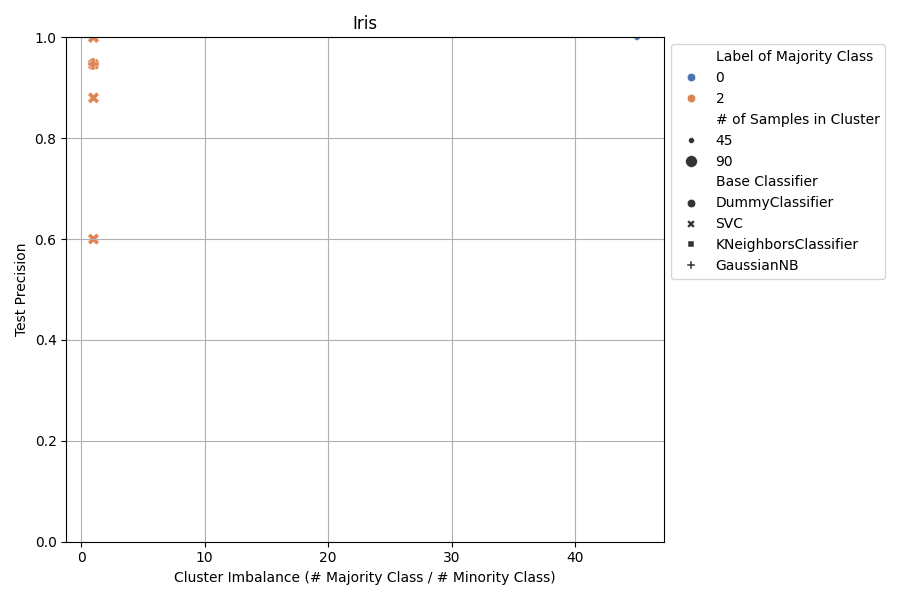 Iris
1.0
0.8
0.6
0.4
0.2
0.0
Test Precision
0
10
20
30
40
Cluster Imbalance (# Majority Class / # Minority Class)
Label of Majority Class
0
2
# of Samples in Cluster
45
90
Base Classifier
DummyClassifier
SVC
KNeighborsClassifier
GaussianNB